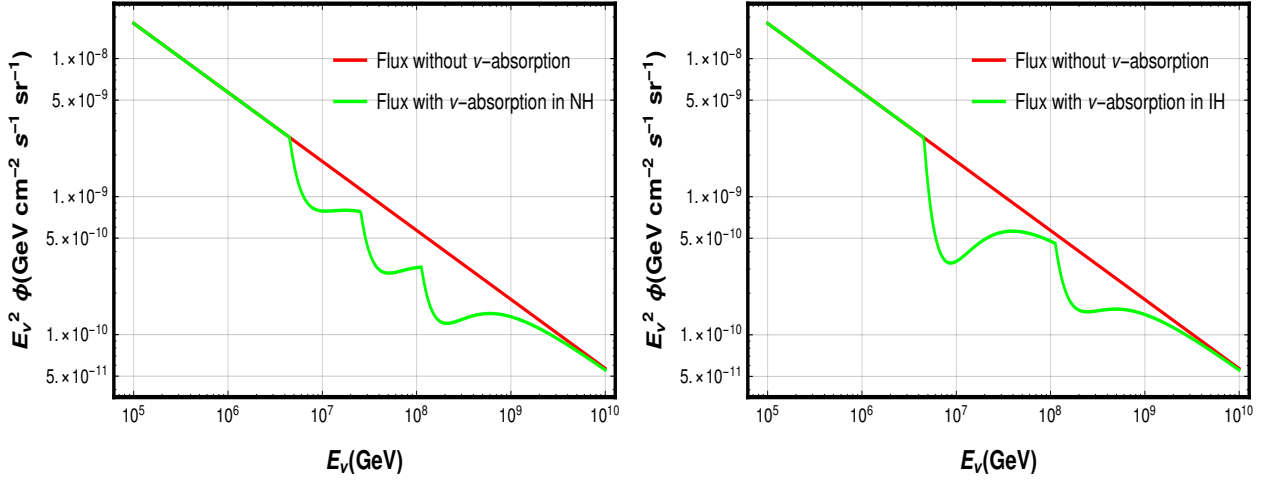 E_ν² ϕ(GeV cm⁻² s⁻¹ sr⁻¹)
1.×10⁻⁸
5.×10⁻⁹
1.×10⁻⁹
5.×10⁻¹⁰
1.×10⁻¹⁰
5.×10⁻¹¹
Flux without ν−absorption
Flux with ν−absorption in NH
10⁵ 10⁶ 10⁷ 10⁸ 10⁹ 10¹⁰
E_ν(GeV)
E_ν² ϕ(GeV cm⁻² s⁻¹ sr⁻¹)
1.×10⁻⁸
5.×10⁻⁹
1.×10⁻⁹
5.×10⁻¹⁰
1.×10⁻¹⁰
5.×10⁻¹¹
Flux without ν−absorption
Flux with ν−absorption in IH
10⁵ 10⁶ 10⁷ 10⁸ 10⁹ 10¹⁰
E_ν(GeV)